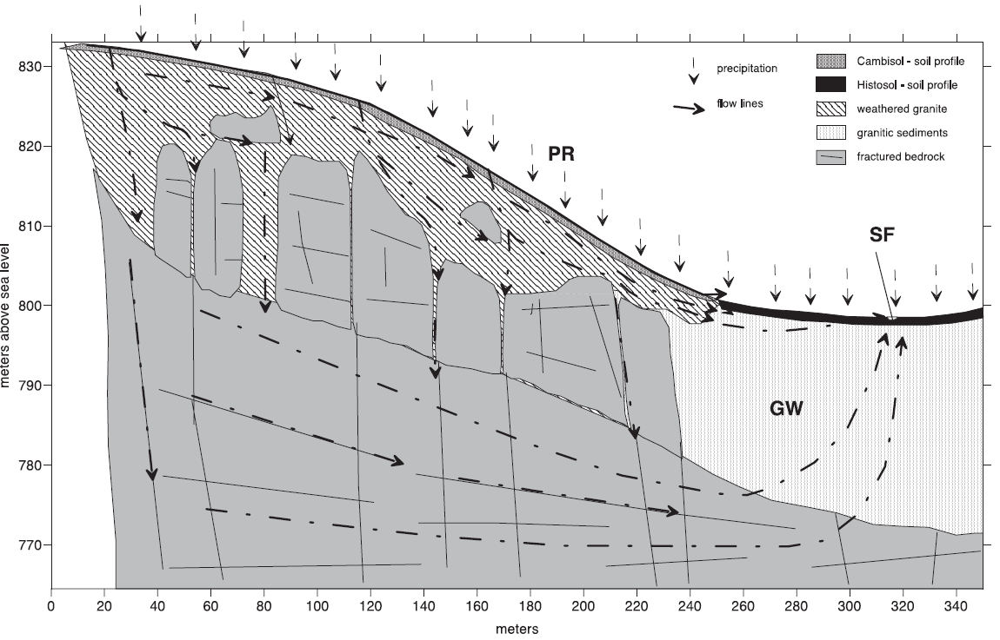 precipitation
flow lines
Cambisol - soil profile
Histosol - soil profile
weathered granite
granitic sediments
fractured bedrock
PR
SF
GW
meters above sea level
830
820
810
800
790
780
770
0 20 40 60 80 100 120 140 160 180 200 220 240 260 280 300 320 340
meters